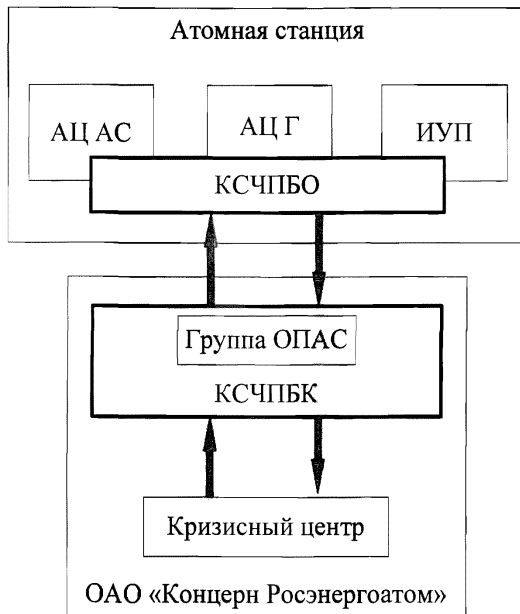 Атомная станция
АЦ АС
АЦ Г
ИУП
КСЧПБО
Группа ОПАС
КСЧПБК
Кризисный центр
ОАО «Концерн Росэнергоатом»